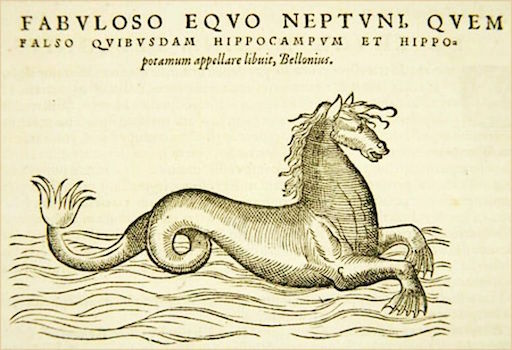 FABVLOSO EQVO NEPTVNI, QVEM
FALSO QVIBVSDAM HIPPOCAMPVM ET HIPPO=
potamum appellare libuit, Bellonius.